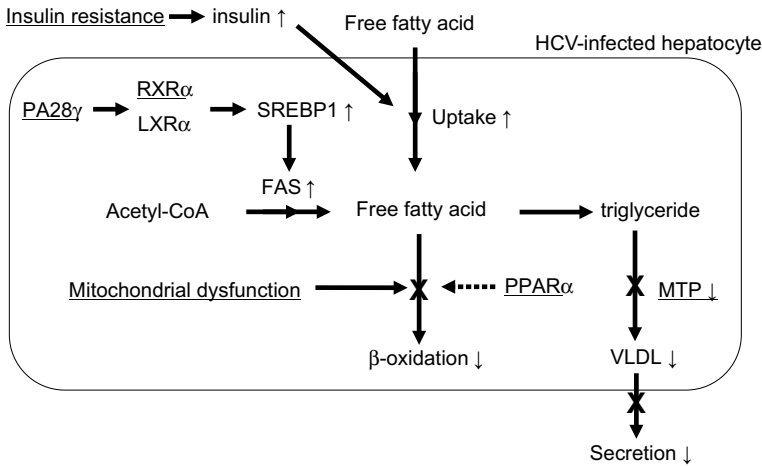 Insulin resistance → insulin ↑
Free fatty acid
HCV-infected hepatocyte
PA28γ
RXRα
LXRα
SREBP1 ↑
Uptake ↑
FAS ↑
Acetyl-CoA
Free fatty acid
triglyceride
Mitochondrial dysfunction
PPARα
MTP ↓
β-oxidation ↓
VLDL ↓
Secretion ↓